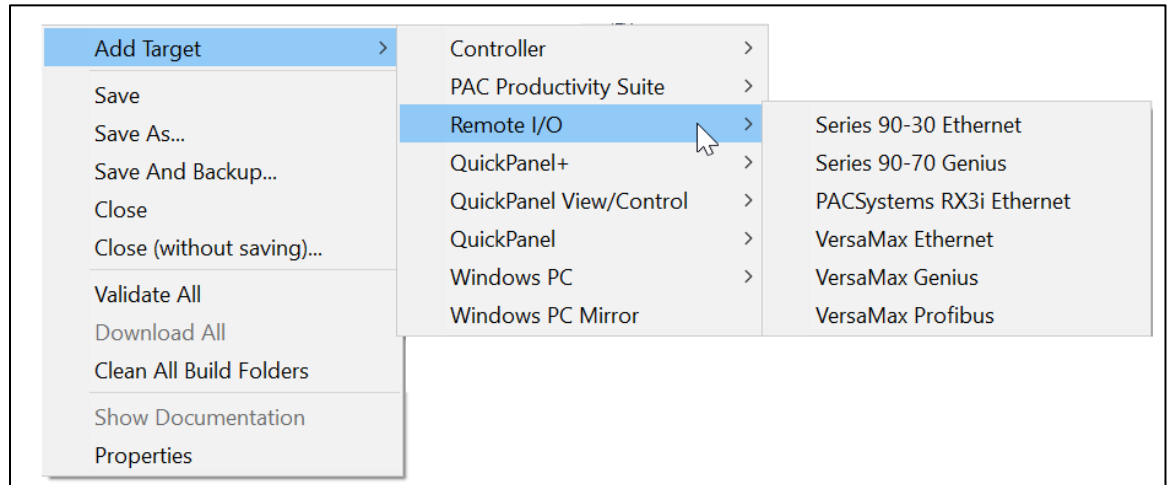 Add Target >
Save
Save As...
Save And Backup...
Close
Close (without saving)...
Validate All
Download All
Clean All Build Folders
Show Documentation
Properties
Controller >
PAC Productivity Suite >
Remote I/O >
QuickPanel+ >
QuickPanel View/Control >
QuickPanel >
Windows PC >
Windows PC Mirror
Series 90-30 Ethernet
Series 90-70 Genius
PACSystems RX3i Ethernet
VersaMax Ethernet
VersaMax Genius
VersaMax Profibus